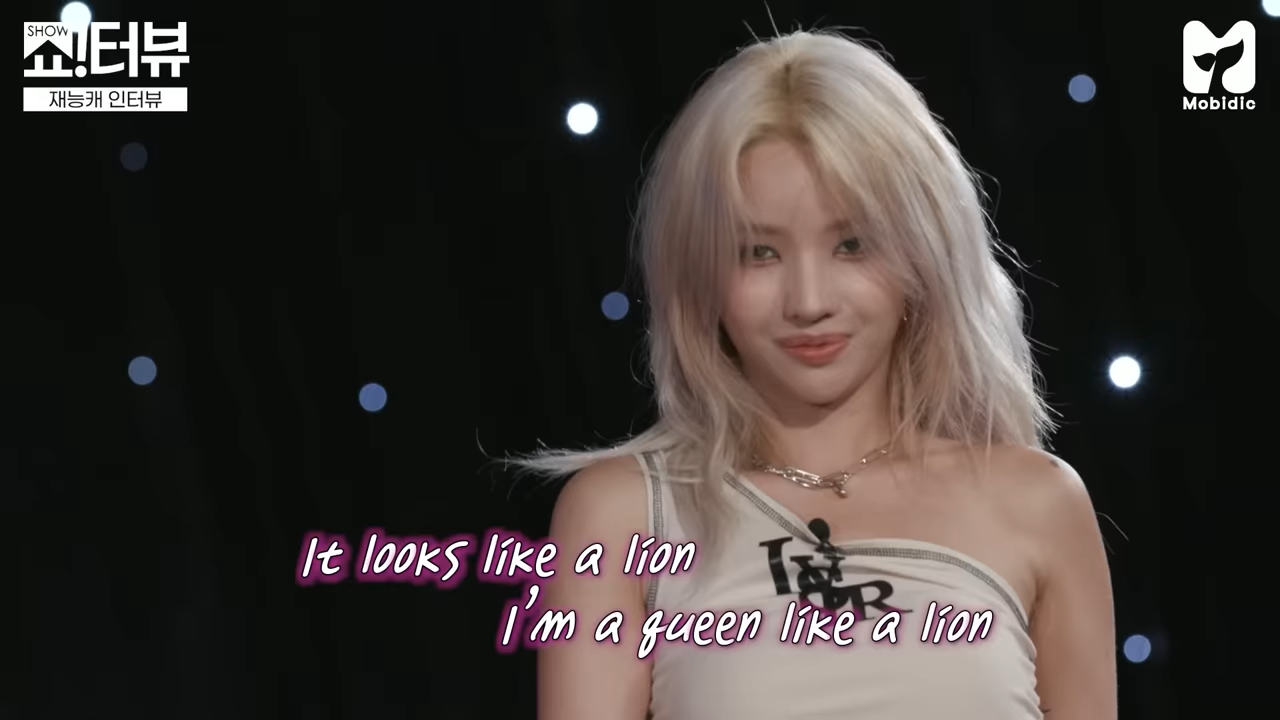 SHOW
쇼!터뷰
재능캐 인터뷰
Mobidic
It looks like a lion
I'm a queen like a lion